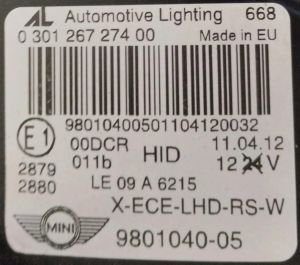 AL Automotive Lighting 668
0 301 267 274 00 Made in EU
98010400501104120032
E1 00DCR HID 11.04.12
011b 12 24 V
2879
2880 LE 09 A 6215
X-ECE-LHD-RS-W
MINI 9801040-05